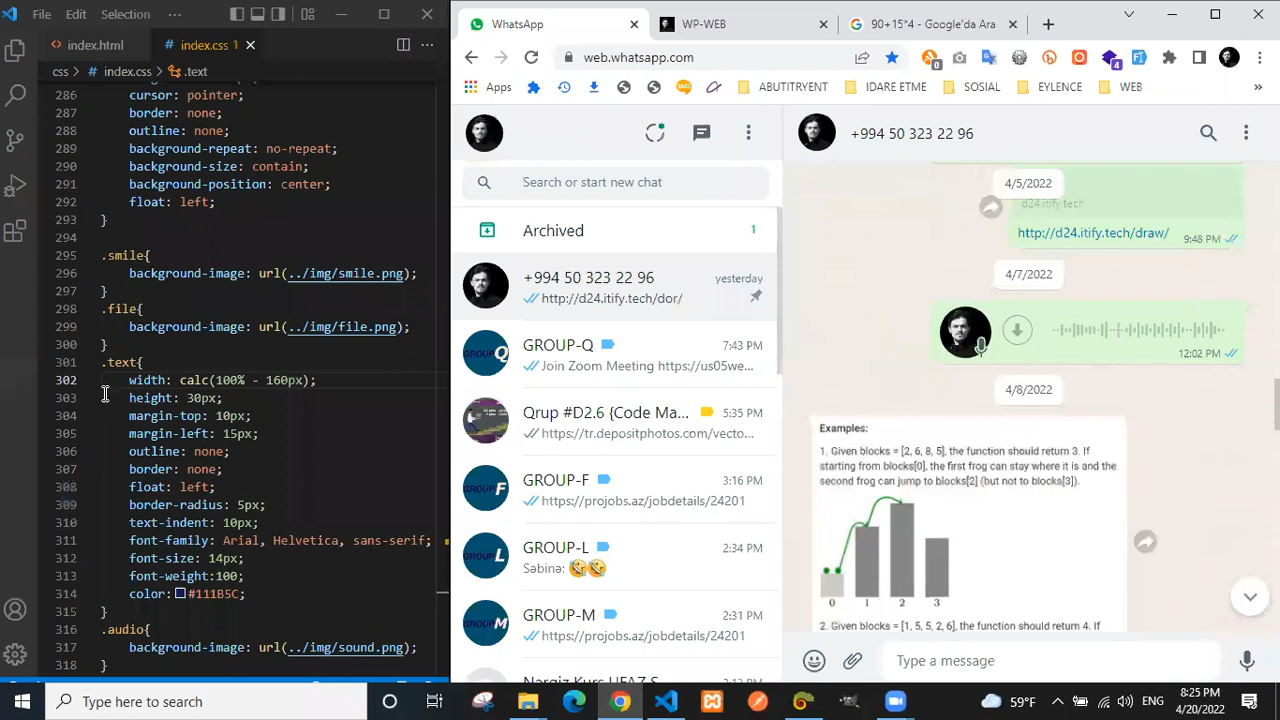 index.html
index.css 1
css > index.css > .text
286 cursor: pointer;
287 border: none;
288 outline: none;
289 background-repeat: no-repeat;
290 background-size: contain;
291 background-position: center;
292 float: left;
293 }
294
295 .smile{
296 background-image: url(../img/smile.png);
297 }
298 .file{
299 background-image: url(../img/file.png);
300 }
301 .text{
302 width: calc(100% - 160px);
303 height: 30px;
304 margin-top: 10px;
305 margin-left: 15px;
306 outline: none;
307 border: none;
308 float: left;
309 border-radius: 5px;
310 text-indent: 10px;
311 font-family: Arial, Helvetica, sans-serif;
312 font-size: 14px;
313 font-weight:100;
314 color: #111B5C;
315 }
316 .audio{
317 background-image: url(../img/sound.png);
318 }
WhatsApp
WP-WEB
90+15*4 - Google'da Ara
web.whatsapp.com
0
4
Apps
ABUTITRYENT
IDARE ETME
SOSIAL
EYLENCE
WEB
+994 50 323 22 96
Search or start new chat
Archived 1
+994 50 323 22 96 yesterday
http://d24.itify.tech/dor/
GROUP-Q 7:43 PM
GROUP Q
Join Zoom Meeting https://us05we...
Qrup #D2.6 {Code Ma... 5:35 PM
https://tr.depositphotos.com/vecto...
GROUP-F 3:16 PM
GROUP F
https://projobs.az/jobdetails/24201
GROUP-L 2:34 PM
GROUP L
Səbinə:
GROUP-M 2:31 PM
GROUP M
https://projobs.az/jobdetails/24201
Nərgiz Kurs UFAZ S
4/5/2022
d24.itify.tech
http://d24.itify.tech/draw/
9:48 PM
4/7/2022
12:02 PM
4/8/2022
Examples:
1. Given blocks = [2, 6, 8, 5], the function should return 3. If
starting from blocks[0], the first frog can stay where it is and the
second frog can jump to blocks[2] (but not to blocks[3]).
0 1 2 3
2. Given blocks = [1, 5, 5, 2, 6], the function should return 4. If
Type a message
Type here to search
59°F
ENG
8:25 PM
4/20/2022